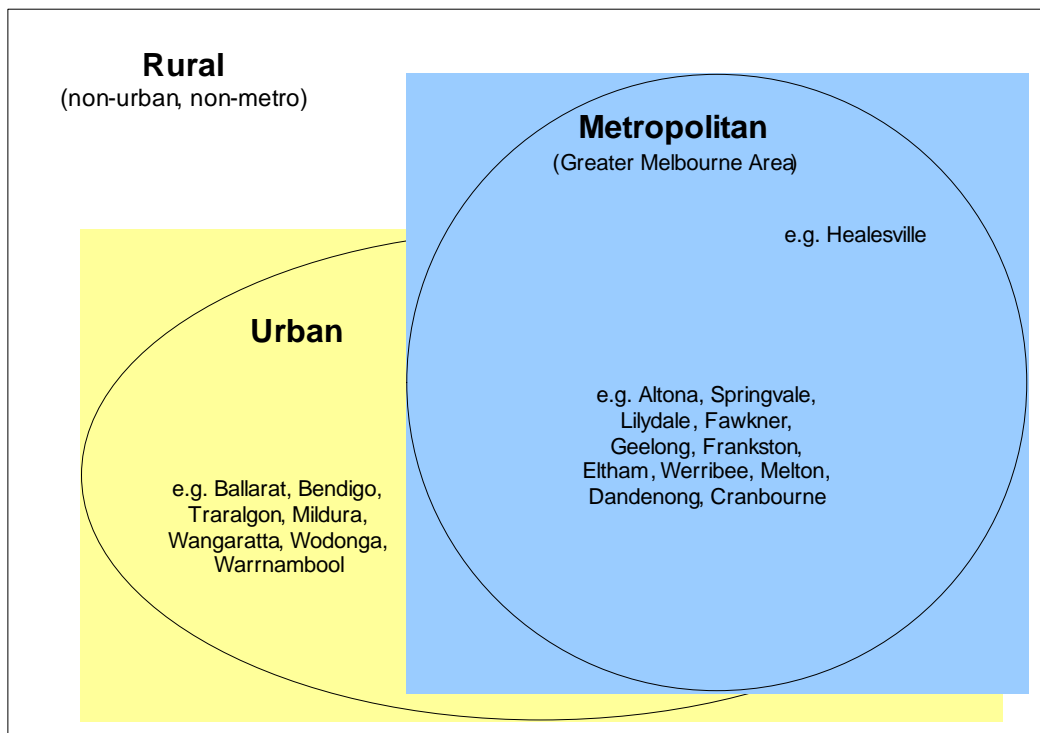 Rural
(non-urban, non-metro)
Metropolitan
(Greater Melbourne Area)
e.g. Healesville
Urban
e.g. Altona, Springvale,
Lilydale, Fawkner,
Geelong, Frankston,
Eltham, Werribee, Melton,
Dandenong, Cranbourne
e.g. Ballarat, Bendigo,
Traralgon, Mildura,
Wangaratta, Wodonga,
Warrnambool